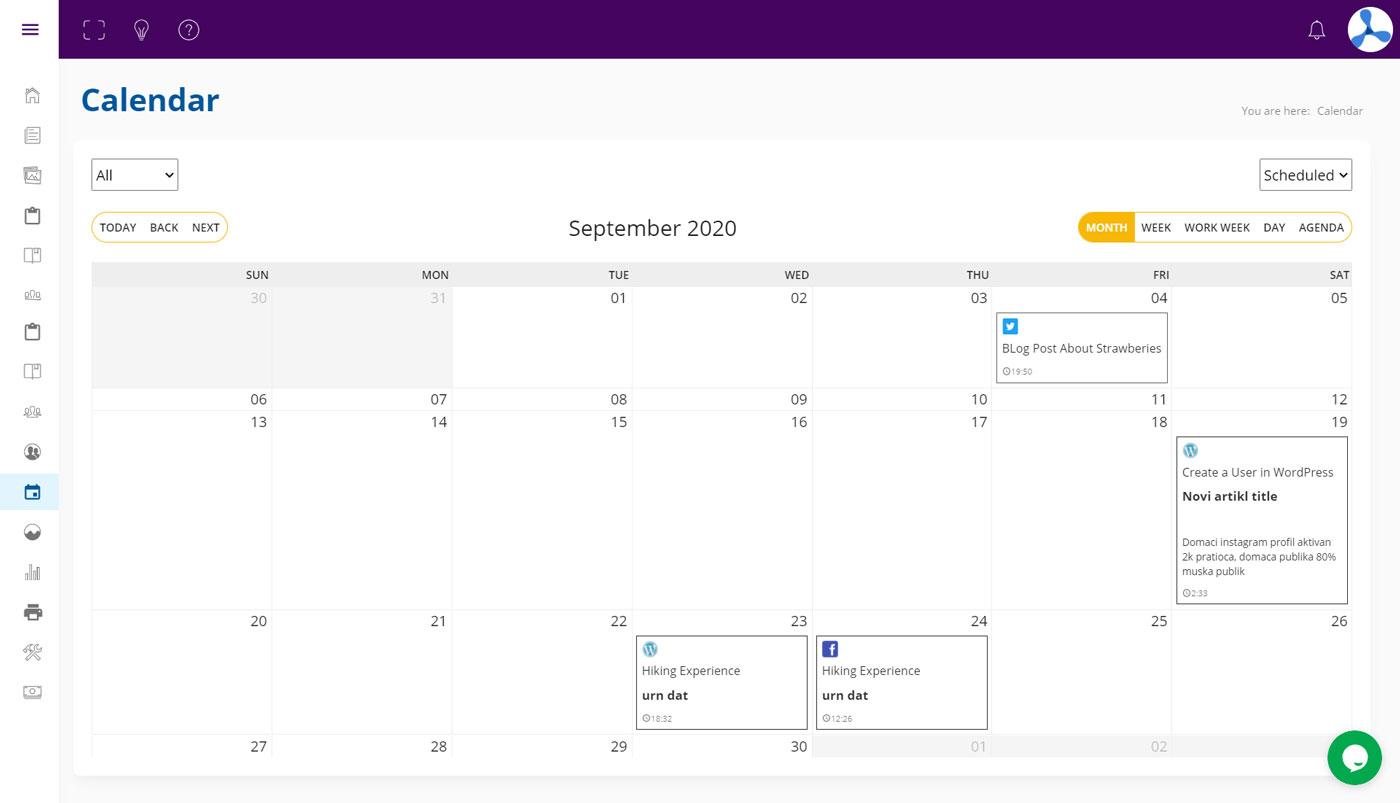 Calendar
You are here: Calendar
All
Scheduled
TODAY BACK NEXT
September 2020
MONTH WEEK WORK WEEK DAY AGENDA
SUN MON TUE WED THU FRI SAT
30 31 01 02 03 04 05
BLog Post About Strawberies
19:50
06 07 08 09 10 11 12
13 14 15 16 17 18 19
Create a User in WordPress
Novi artikl title
Domaci instagram profil aktivan
2k pratioca, domaca publika 80%
muska publik
2:33
20 21 22 23 24 25 26
Hiking Experience
urn dat
18:32
Hiking Experience
urn dat
12:26
27 28 29 30 01 02